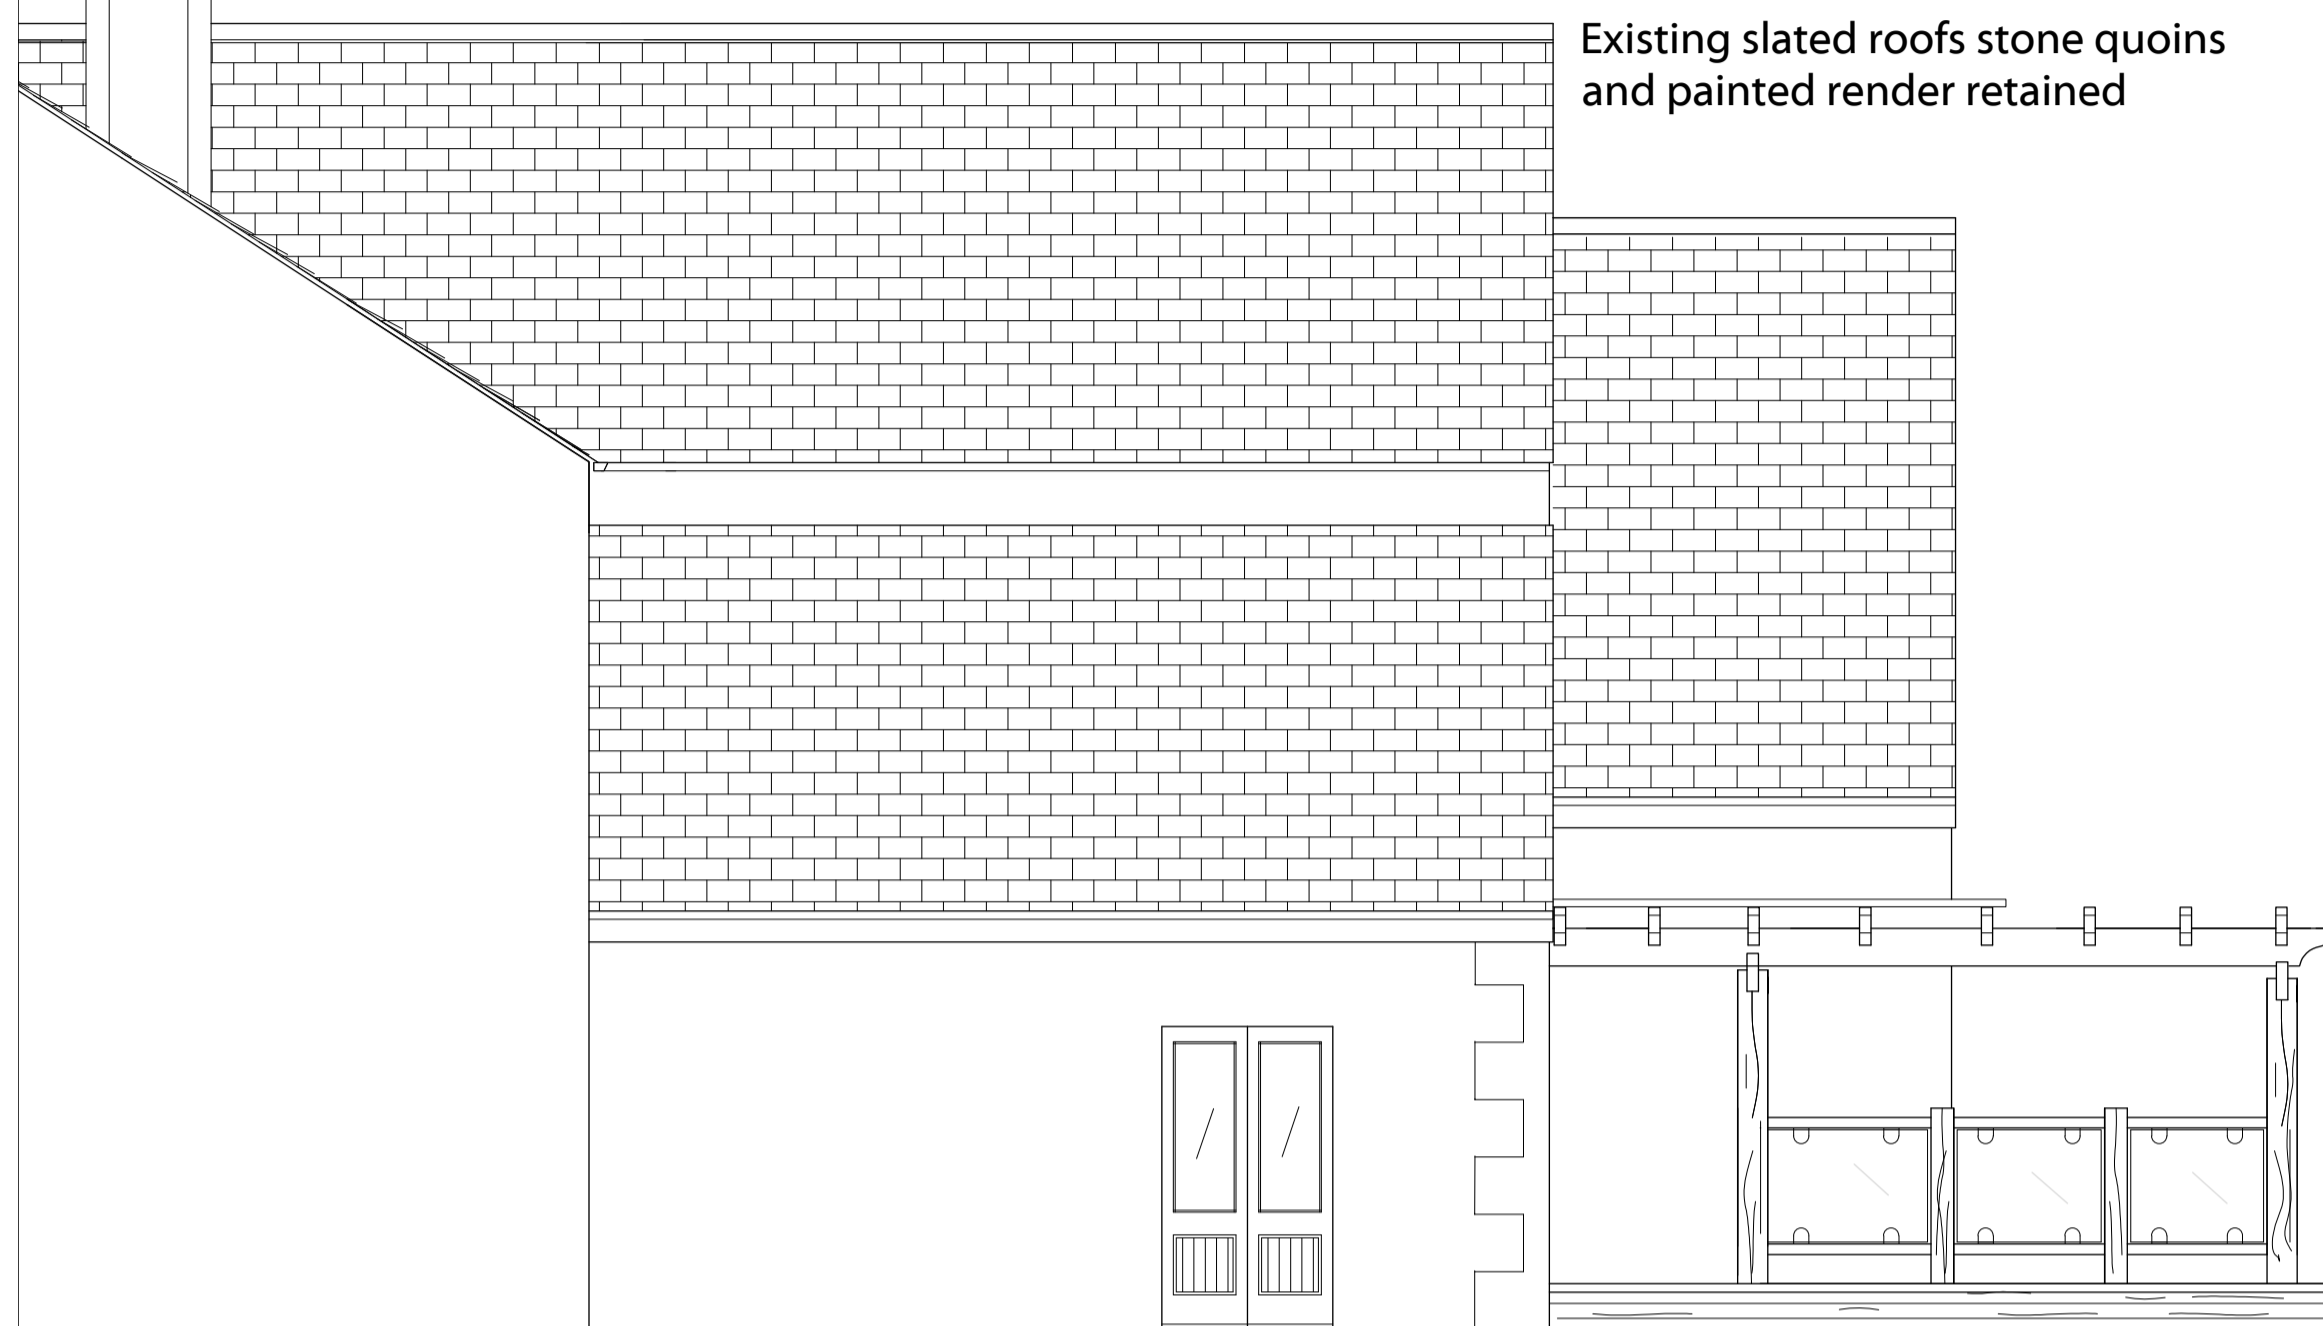 Existing slated roofs stone quoins
and painted render retained